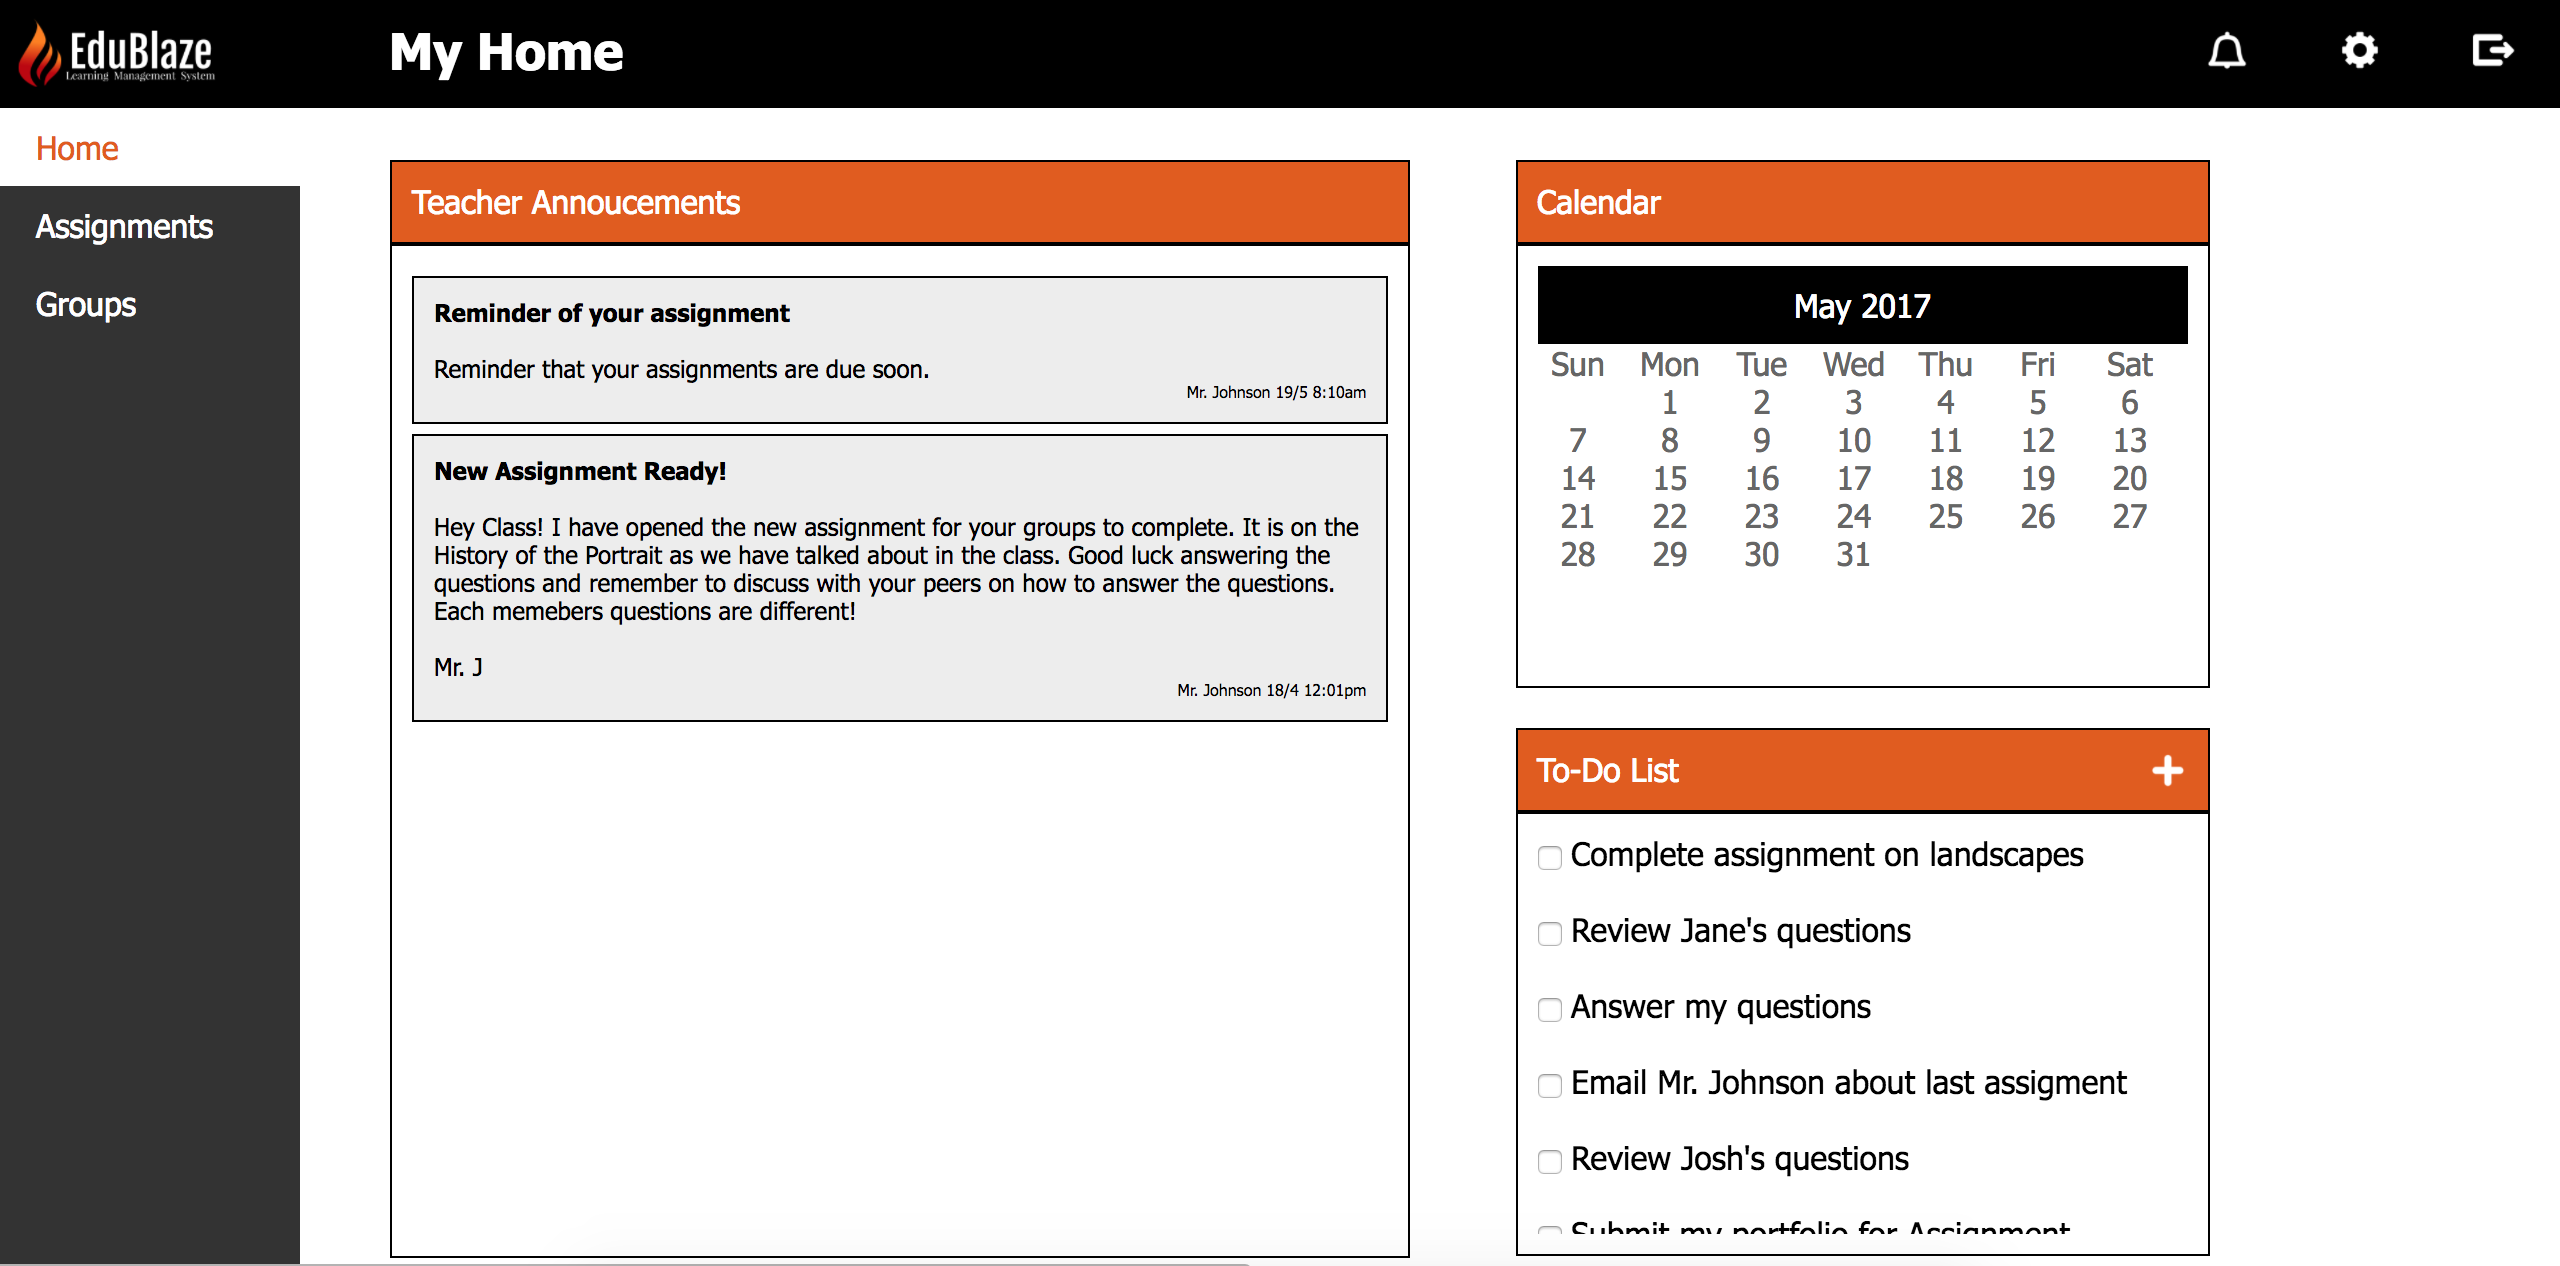 EduBlaze
Learning Management System
My Home
Home
Assignments
Groups
Teacher Annoucements
Reminder of your assignment
Reminder that your assignments are due soon.
Mr. Johnson 19/5 8:10am
New Assignment Ready!
Hey Class! I have opened the new assignment for your groups to complete. It is on the
History of the Portrait as we have talked about in the class. Good luck answering the
questions and remember to discuss with your peers on how to answer the questions.
Each memebers questions are different!
Mr. J
Mr. Johnson 18/4 12:01pm
Calendar
May 2017
Sun Mon Tue Wed Thu Fri Sat
1 2 3 4 5 6
7 8 9 10 11 12 13
14 15 16 17 18 19 20
21 22 23 24 25 26 27
28 29 30 31
To-Do List
Complete assignment on landscapes
Review Jane's questions
Answer my questions
Email Mr. Johnson about last assigment
Review Josh's questions
Submit my portfolio for Assignment